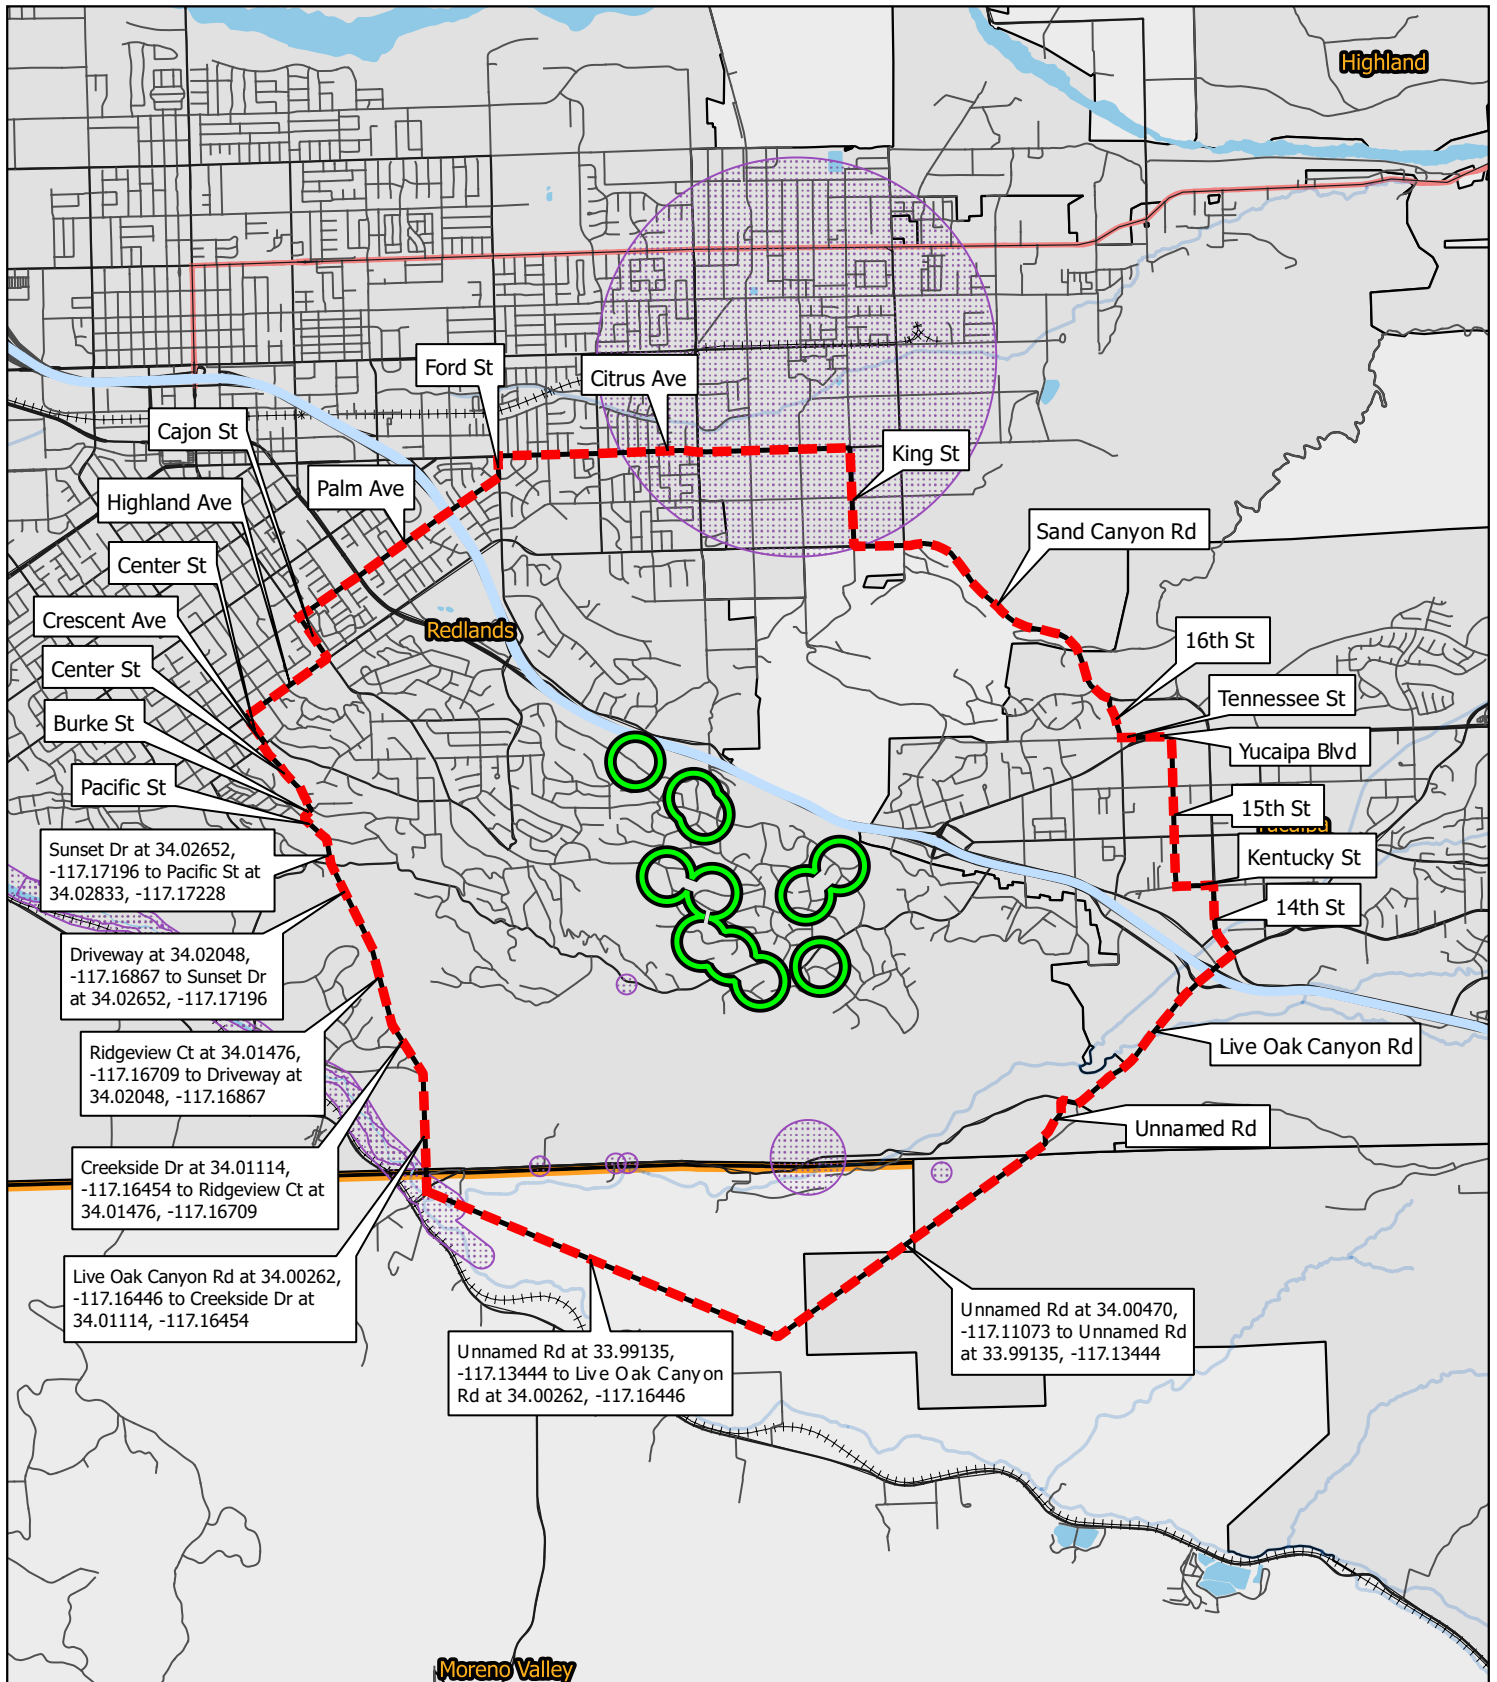 Highland
Ford St
Citrus Ave
Cajon St
King St
Palm Ave
Highland Ave
Sand Canyon Rd
Center St
Crescent Ave
Redlands
16th St
Center St
Tennessee St
Burke St
Yucaipa Blvd
Pacific St
15th St
Yucaipa
Sunset Dr at 34.02652,
-117.17196 to Pacific St at
34.02833, -117.17228
Kentucky St
14th St
Driveway at 34.02048,
-117.16867 to Sunset Dr
at 34.02652, -117.17196
Ridgeview Ct at 34.01476,
-117.16709 to Driveway at
34.02048, -117.16867
Live Oak Canyon Rd
Unnamed Rd
Creekside Dr at 34.01114,
-117.16454 to Ridgeview Ct at
34.01476, -117.16709
Live Oak Canyon Rd at 34.00262,
-117.16446 to Creekside Dr at
34.01114, -117.16454
Unnamed Rd at 34.00470,
-117.11073 to Unnamed Rd
at 33.99135, -117.13444
Unnamed Rd at 33.99135,
-117.13444 to Live Oak Canyon
Rd at 34.00262, -117.16446
Moreno Valley